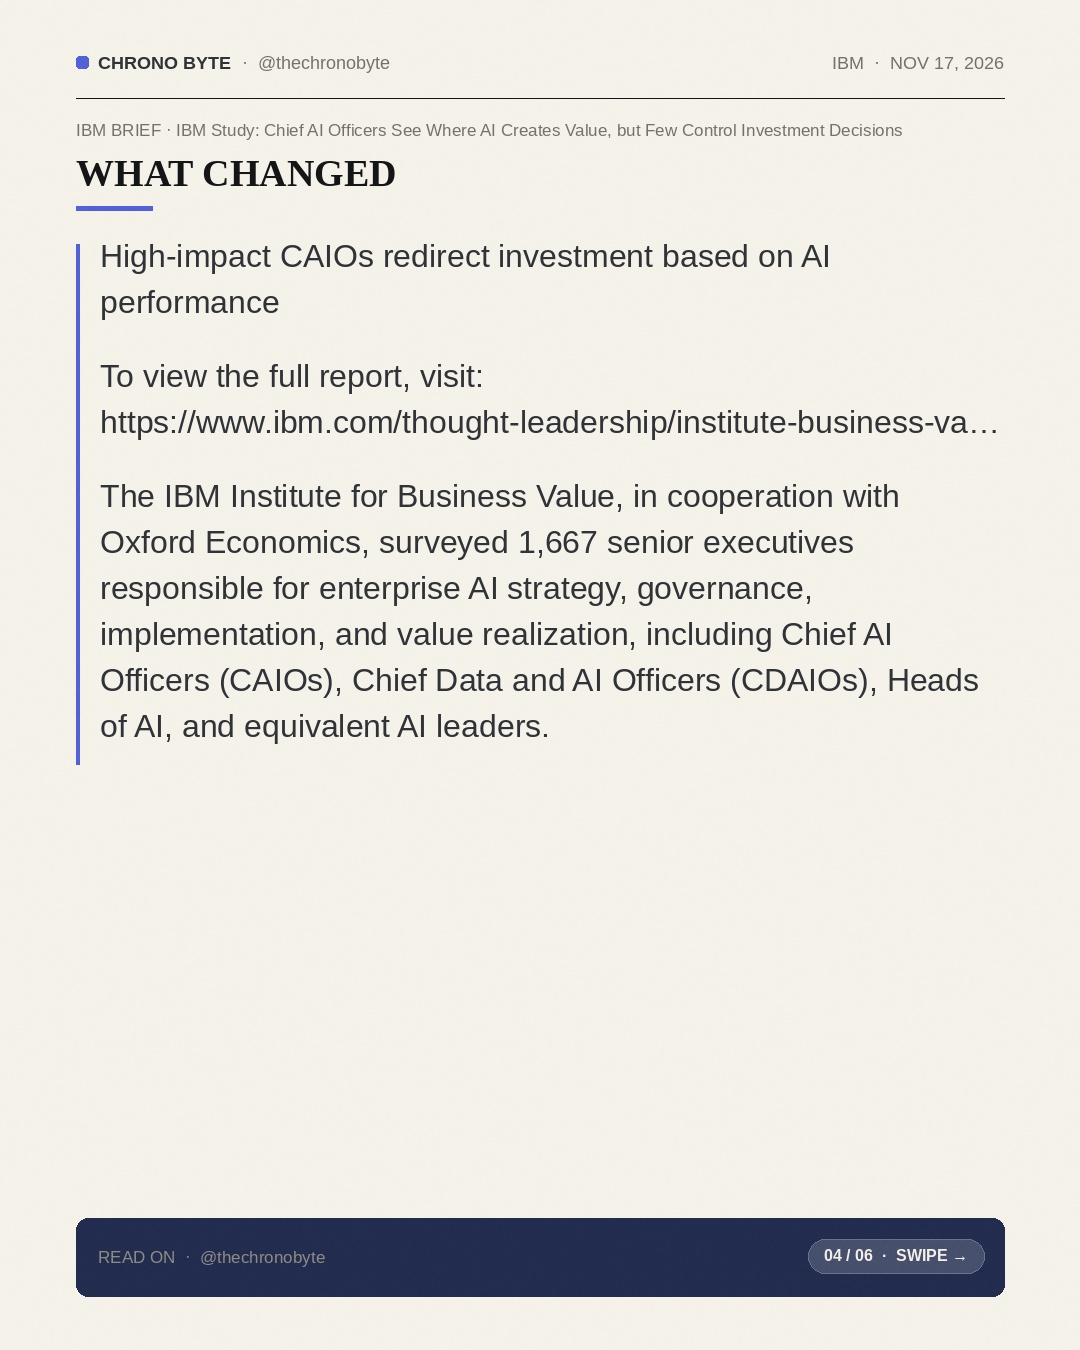 CHRONO BYTE · @thechronobyte
IBM · NOV 17, 2026
IBM BRIEF · IBM Study: Chief AI Officers See Where AI Creates Value, but Few Control Investment Decisions
WHAT CHANGED
High-impact CAIOs redirect investment based on AI
performance
To view the full report, visit:
https://www.ibm.com/thought-leadership/institute-business-va…
The IBM Institute for Business Value, in cooperation with
Oxford Economics, surveyed 1,667 senior executives
responsible for enterprise AI strategy, governance,
implementation, and value realization, including Chief AI
Officers (CAIOs), Chief Data and AI Officers (CDAIOs), Heads
of AI, and equivalent AI leaders.
READ ON · @thechronobyte
04 / 06 · SWIPE →